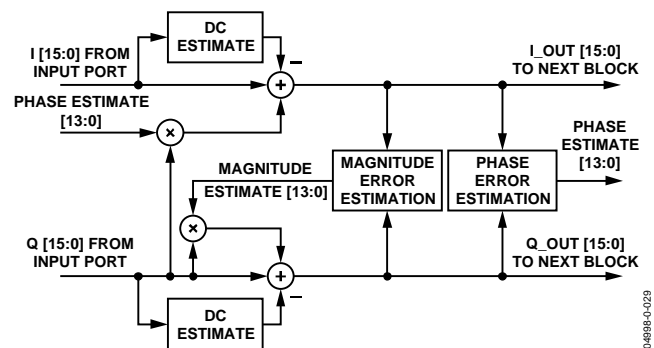 DC
ESTIMATE
I [15:0] FROM
INPUT PORT
–
+
I_OUT [15:0]
TO NEXT BLOCK
PHASE ESTIMATE
[13:0]
×
MAGNITUDE
ESTIMATE [13:0]
MAGNITUDE
ERROR
ESTIMATION
PHASE
ERROR
ESTIMATION
PHASE
ESTIMATE
[13:0]
×
Q [15:0] FROM
INPUT PORT
+
–
Q_OUT [15:0]
TO NEXT BLOCK
DC
ESTIMATE
04998-0-029